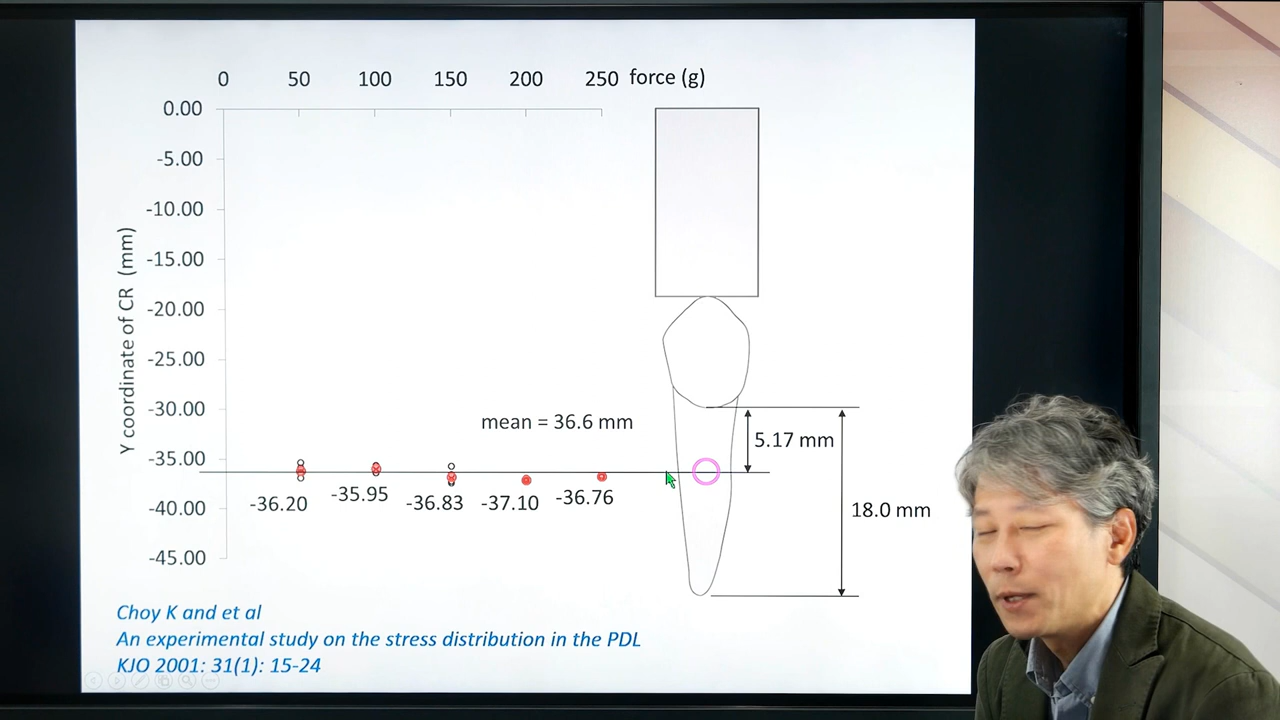 0 50 100 150 200 250 force (g)
0.00
-5.00
-10.00
-15.00
-20.00
-25.00
-30.00
-35.00
-40.00
-45.00
Y coordinate of CR (mm)
mean = 36.6 mm
-36.20
-35.95
-36.83
-37.10
-36.76
5.17 mm
18.0 mm
Choy K and et al
An experimental study on the stress distribution in the PDL
KJO 2001: 31(1): 15-24